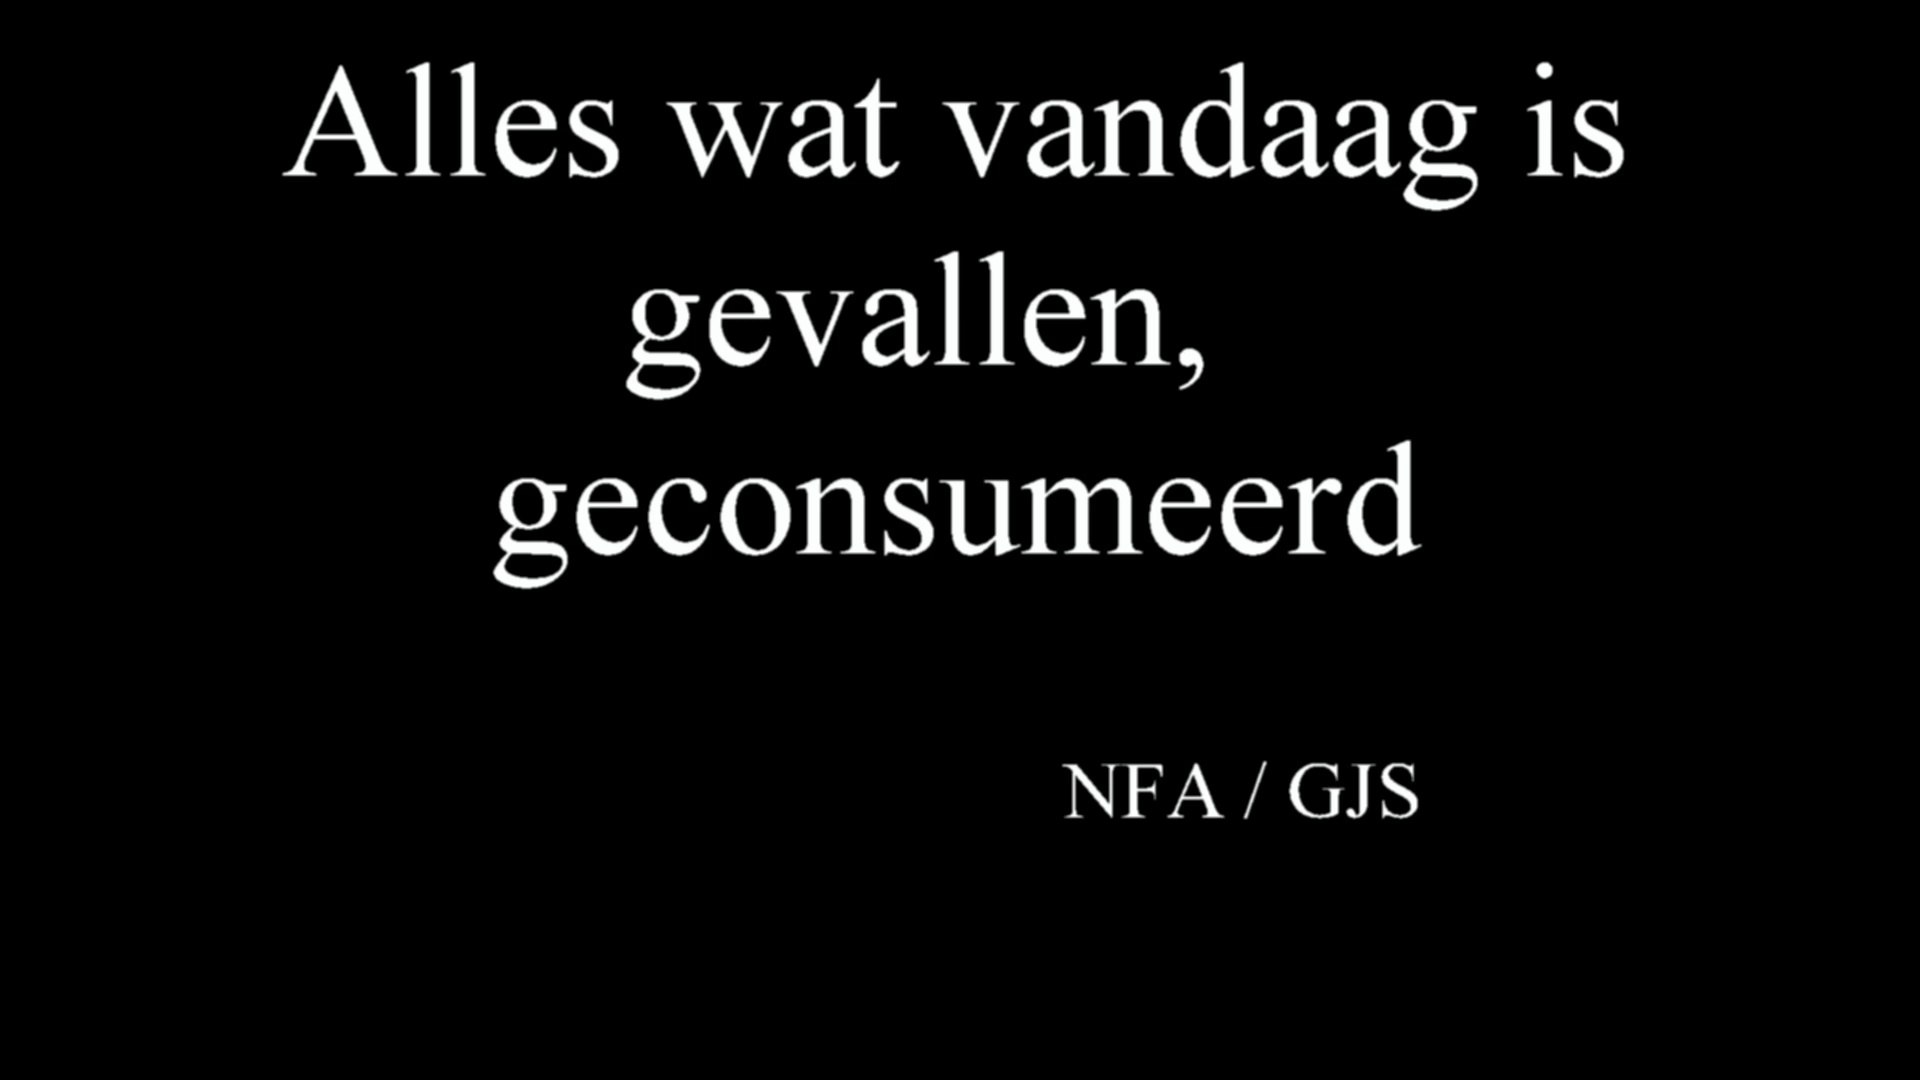 Alles wat vandaag is
gevallen,
geconsumeerd
NFA / GJS